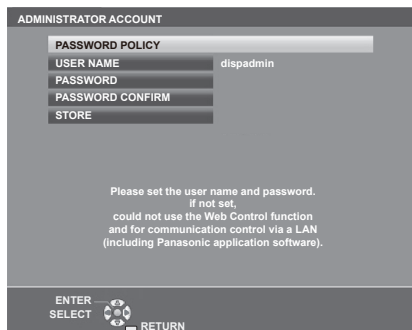 ADMINISTRATOR ACCOUNT
PASSWORD POLICY
USER NAME dispadmin
PASSWORD
PASSWORD CONFIRM
STORE
Please set the user name and password.
if not set,
could not use the Web Control function
and for communication control via a LAN
(including Panasonic application software).
ENTER
SELECT
RETURN